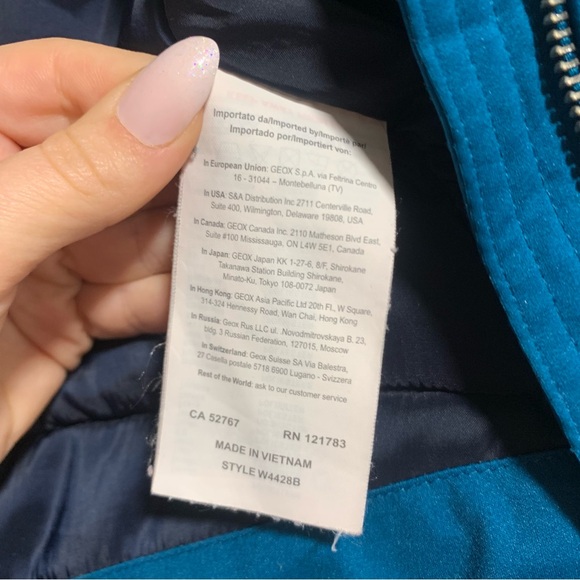 Importato da/Imported by/Importé par/
Importado por/Importiert von:
In European Union: GEOX S.p.A. via Feltrina Centro
16 - 31044 – Montebelluna (TV)
In USA: S&A Distribution Inc 2711 Centerville Road,
Suite 400, Wilmington, Delaware 19808, USA
In Canada: GEOX Canada Inc. 2110 Matheson Blvd East,
Suite #100 Mississauga, ON L4W 5E1, Canada
In Japan: GEOX Japan KK 1-27-6, 8/F, Shirokane
Takanawa Station Building Shirokane,
Minato-Ku, Tokyo 108-0072 Japan
In Hong Kong: GEOX Asia Pacific Ltd 20th Fl., W Square,
314-324 Hennessy Road, Wan Chai, Hong Kong
In Russia: Geox Rus LLC ul .Novodmitrovskaya B. 23,
bldg. 3 Russian Federation, 127015, Moscow
In Switzerland: Geox Suisse SA Via Balestra,
27 Casella postale 5718 6900 Lugano - Svizzera
Rest of the World: ask to our customer service
CA 52767 RN 121783
MADE IN VIETNAM
STYLE W4428B